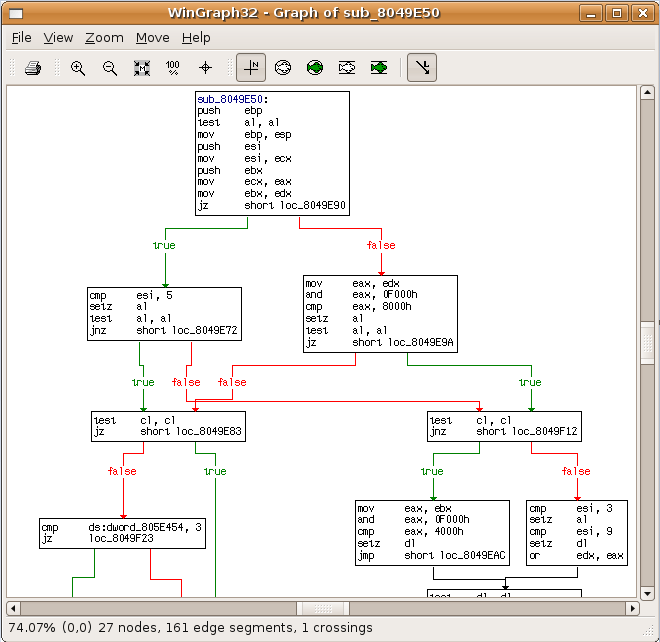 WinGraph32 - Graph of sub_8049E50
File View Zoom Move Help
100
%
N
sub_8049E50:
push ebp
test al, al
mov ebp, esp
push esi
mov esi, ecx
push ebx
mov ecx, eax
mov ebx, edx
jz short loc_8049E90
true
false
cmp esi, 5
setz al
test al, al
jnz short loc_8049E72
mov eax, edx
and eax, 0F000h
cmp eax, 8000h
setz al
test al, al
jz short loc_8049E9A
true
false
false
true
test cl, cl
jz short loc_8049E83
test cl, cl
jnz short loc_8049F12
false
true
true
false
cmp ds:dword_805E454, 3
jz loc_8049F23
mov eax, ebx
and eax, 0F000h
cmp eax, 4000h
setz dl
jmp short loc_8049EAC
cmp esi, 3
setz al
cmp esi, 9
setz dl
or edx, eax
test dl, dl
74.07% (0,0) 27 nodes, 161 edge segments, 1 crossings